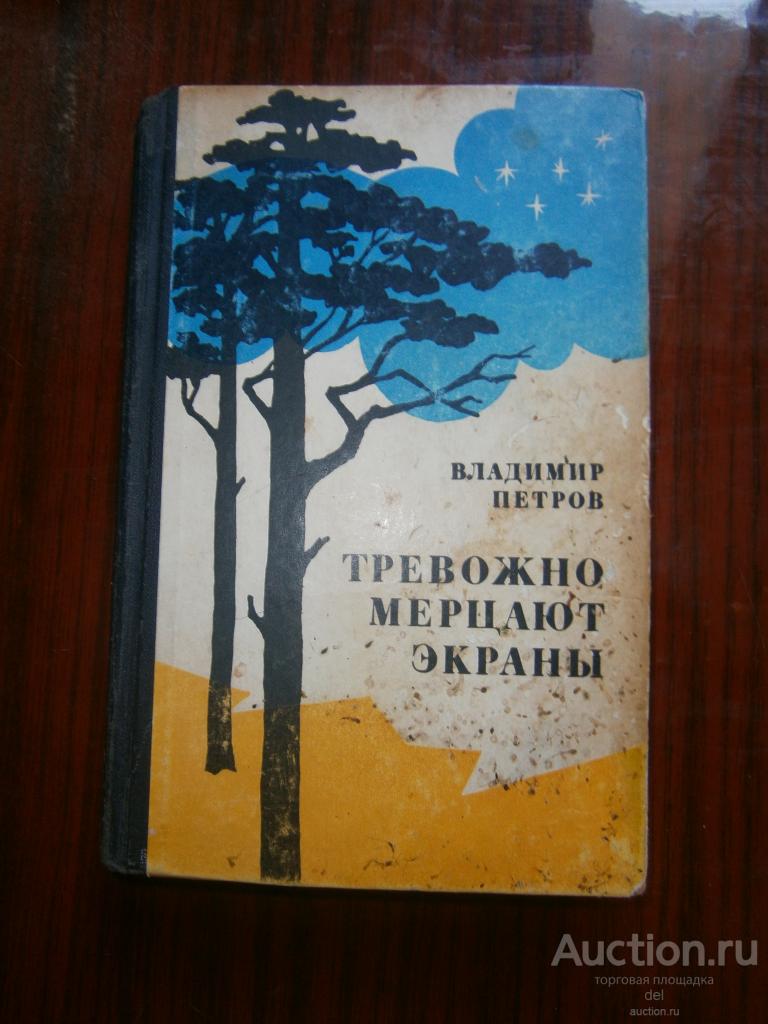 ВЛАДИМИР
ПЕТРОВ
ТРЕВОЖНО
МЕРЦАЮТ
ЭКРАНЫ
Auction.ru
торговая площадка
del
auction.ru